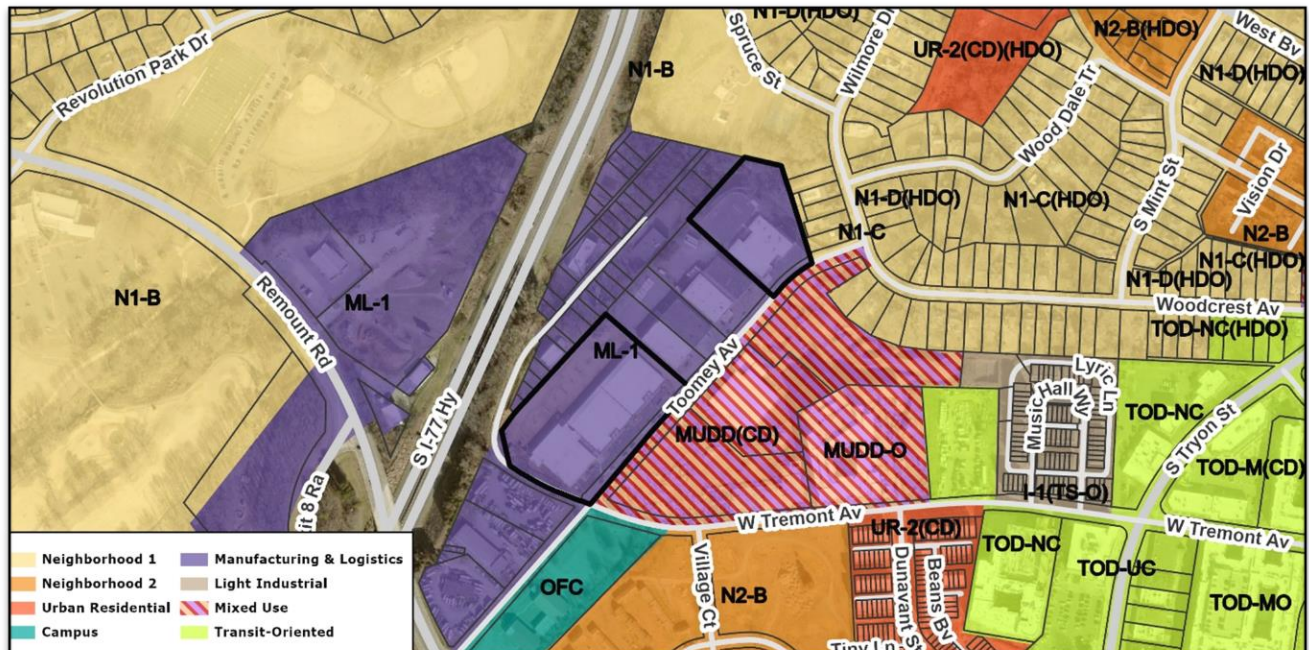 N1-D(HDO)
N2-B(HDO)
West Bv
Spruce St
Wilmore Dr
UR-2(CD)(HDO)
N1-D(HDO)
Revolution Park Dr
N1-B
Wood Dale Tr
S Mint St
Vision Dr
N1-D(HDO)
N1-C(HDO)
N1-C
N2-B
N1-C(HDO)
N1-D(HDO)
N1-B
Remount Rd
ML-1
Woodcrest Av
TOD-NC(HDO)
ML-1
Toomey Av
Lyric Ln
Music Hall Wy
TOD-NC
S I-77 Hy
MUDD(CD)
MUDD-O
S Tryon St
TOD-M(CD)
I-1(TS-O)
8 Ra
W Tremont Av
UR-2(CD)
W Tremont Av
TOD-NC
TOD-UC
OFC
Village Ct
N2-B
Dunavant St
Beans Bv
TOD-MO
Tiny Ln
Neighborhood 1
Manufacturing & Logistics
Neighborhood 2
Light Industrial
Urban Residential
Mixed Use
Campus
Transit-Oriented